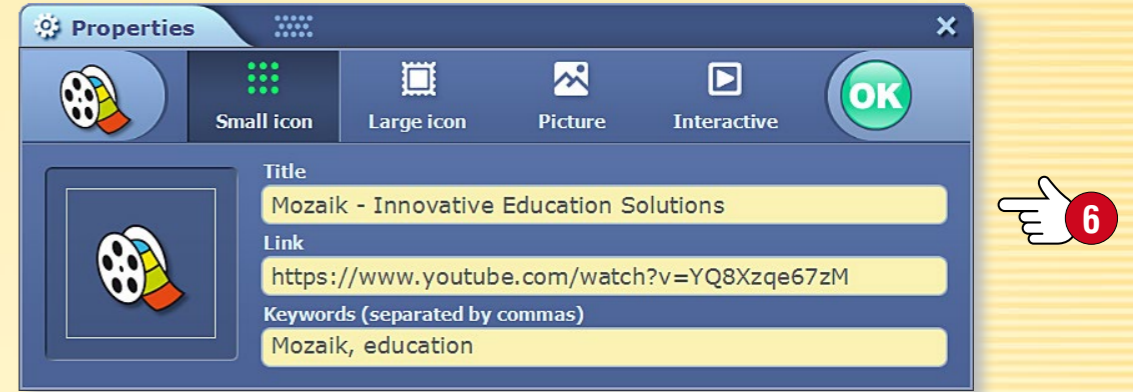 Properties
Small icon
Large icon
Picture
Interactive
OK
Title
Mozaik - Innovative Education Solutions
Link
https://www.youtube.com/watch?v=YQ8Xzqe67zM
Keywords (separated by commas)
Mozaik, education
6